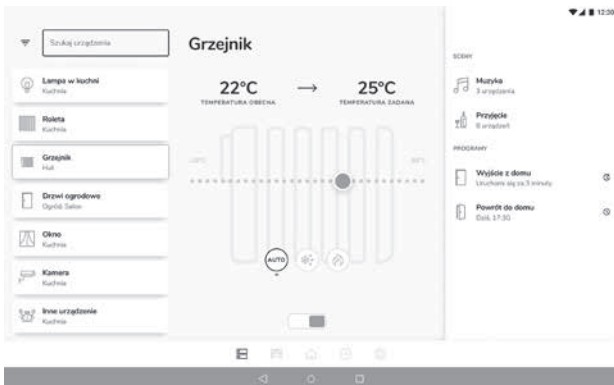 12:30
Szukaj urządzenia
Lampa w kuchni
Kuchnia
Roleta
Kuchnia
Grzejnik
Hall
Drzwi ogrodowe
Ogród, Salon
Okno
Kuchnia
Kamera
Kuchnia
Inne urządzenie
Kuchnia
Grzejnik
22°C → 25°C
TEMPERATURA OBECNA TEMPERATURA ZADANA
AUTO
SCENY
Muzyka
3 urządzenia
Przyjęcie
6 urządzeń
PROGRAMY
Wyjście z domu
Uruchomi się za 3 minuty
Powrót do domu
Dziś, 17:30